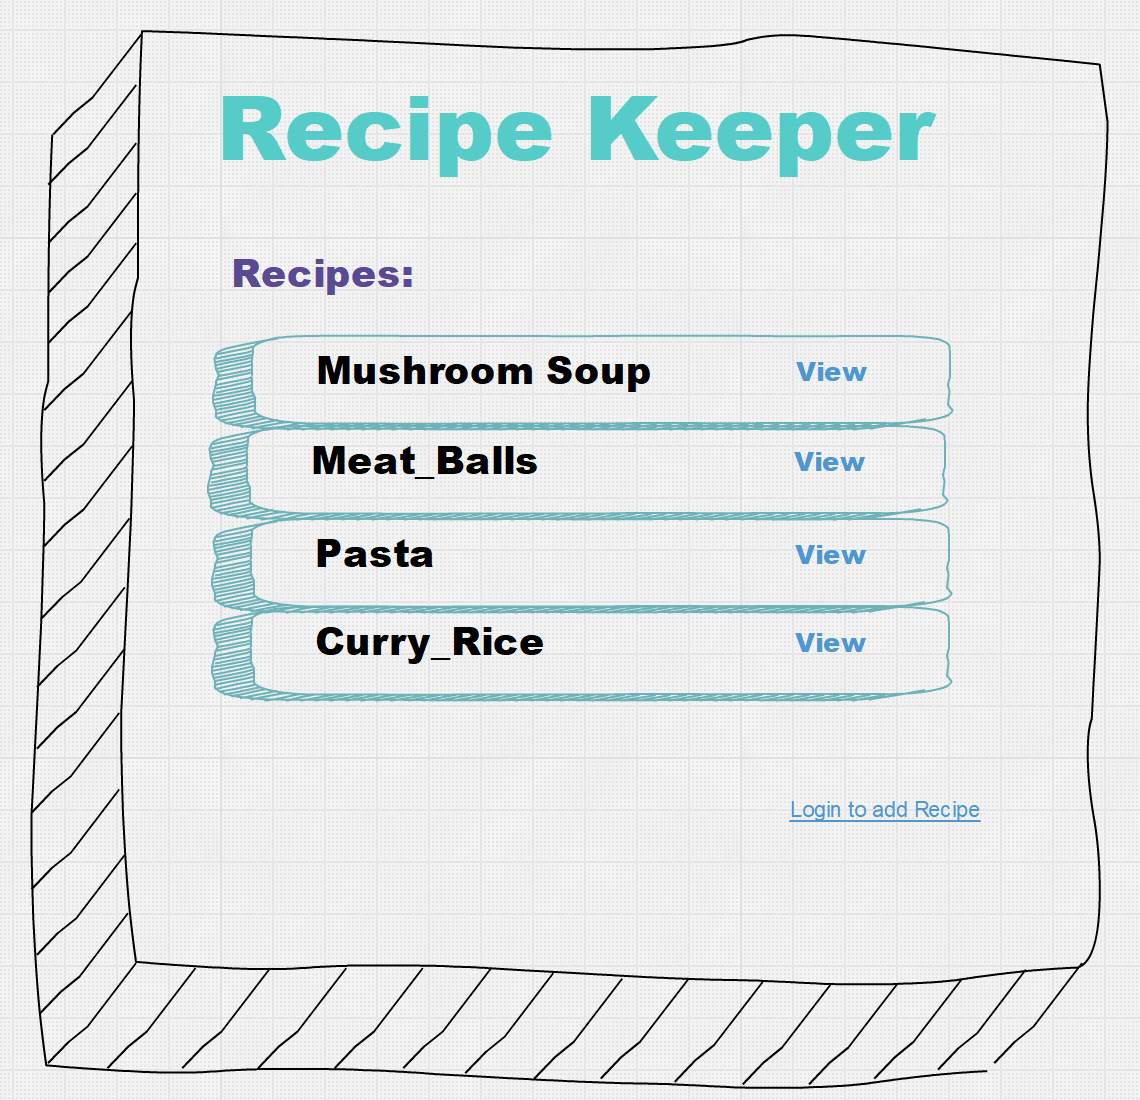 Recipe Keeper
Recipes:
Mushroom Soup View
Meat_Balls View
Pasta View
Curry_Rice View
Login to add Recipe